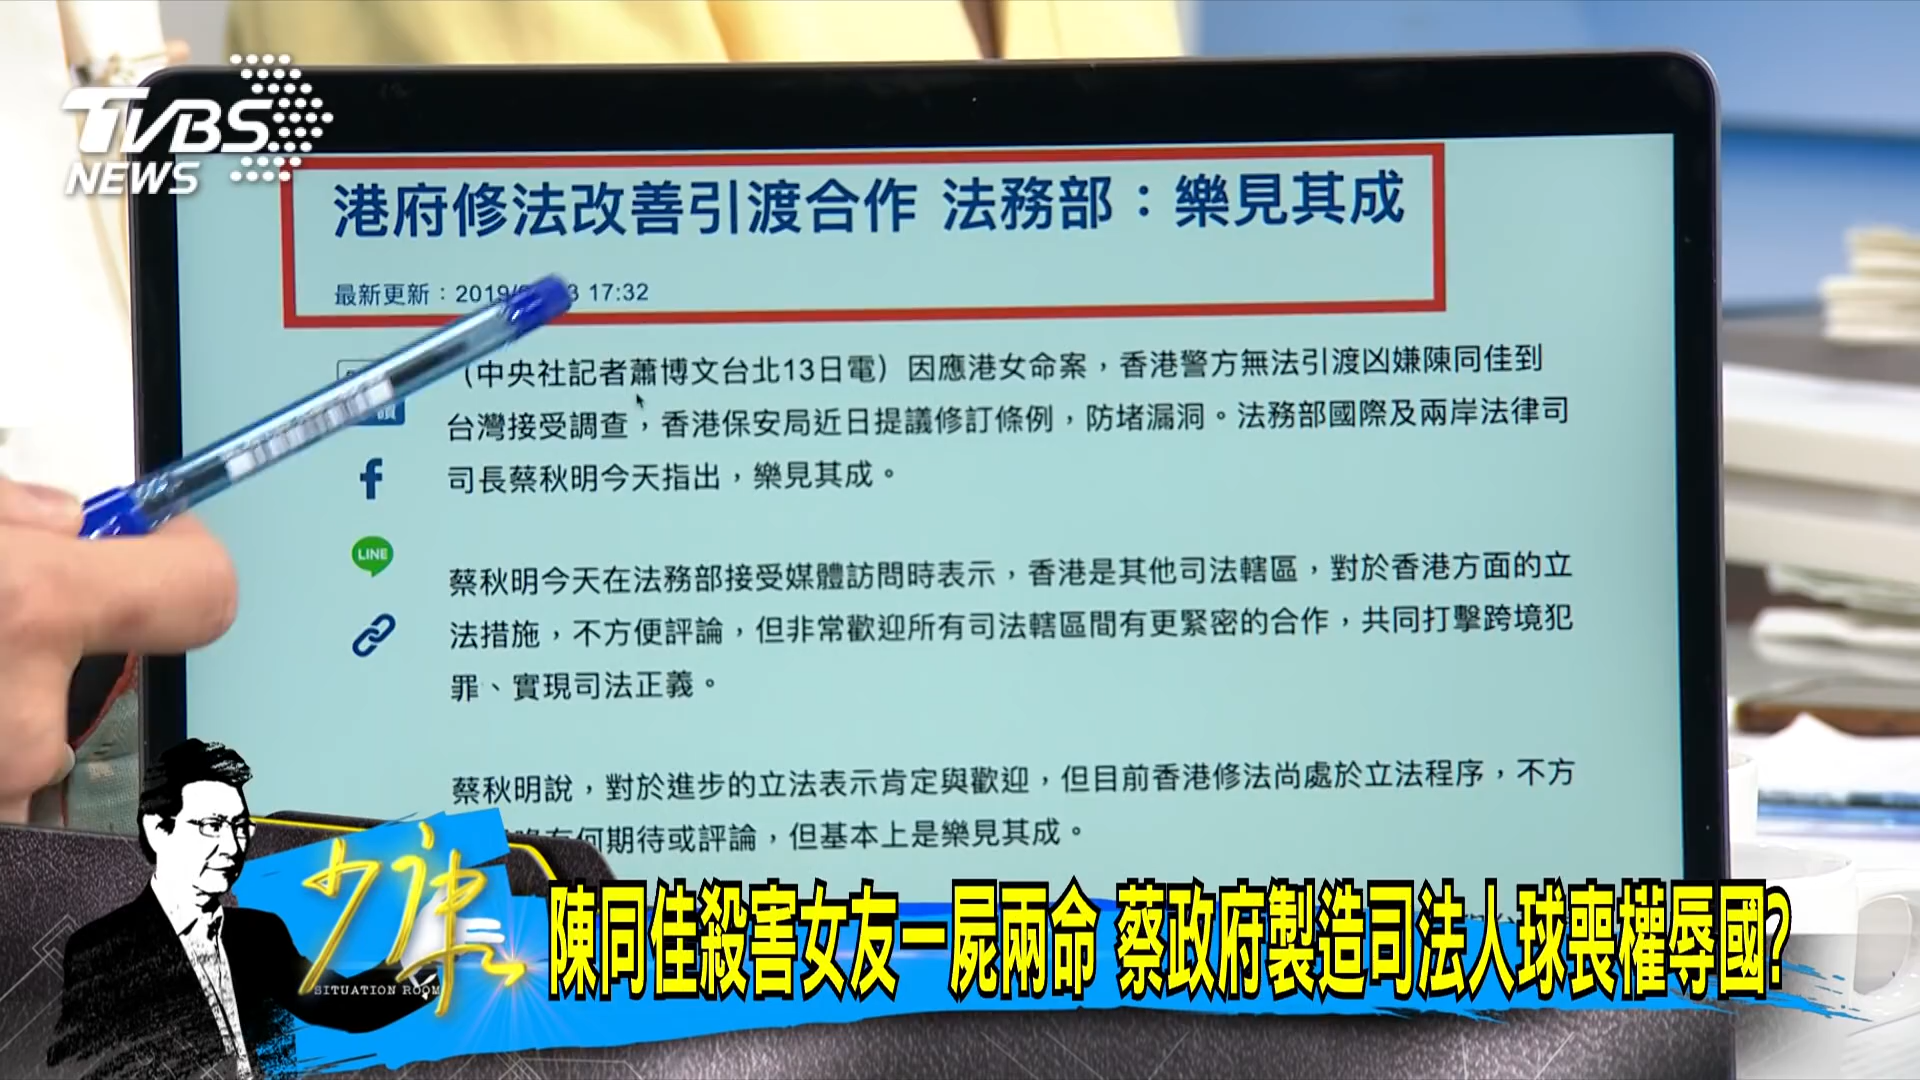 TVBS
NEWS
港府修法改善引渡合作 法務部：樂見其成
最新更新：2019/ 3 17:32
（中央社記者蕭博文台北13日電）因應港女命案，香港警方無法引渡凶嫌陳同佳到
台灣接受調查，香港保安局近日提議修訂條例，防堵漏洞。法務部國際及兩岸法律司
司長蔡秋明今天指出，樂見其成。
LINE
蔡秋明今天在法務部接受媒體訪問時表示，香港是其他司法轄區，對於香港方面的立
法措施，不方便評論，但非常歡迎所有司法轄區間有更緊密的合作，共同打擊跨境犯
罪、實現司法正義。
蔡秋明說，對於進步的立法表示肯定與歡迎，但目前香港修法尚處於立法程序，不方
何期待或評論，但基本上是樂見其成。
少康
SITUATION ROOM
陳同佳殺害女友一屍兩命 蔡政府製造司法人球喪權辱國?